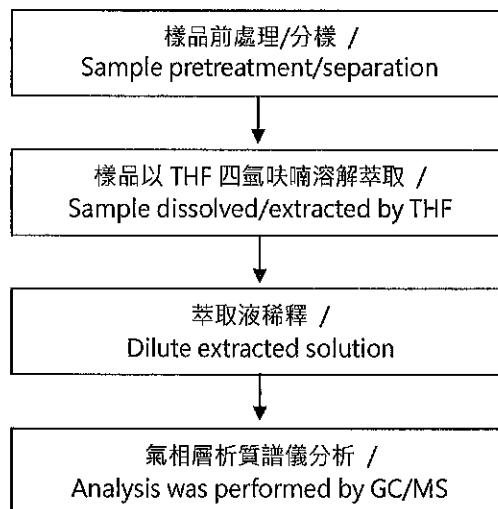 樣品前處理/分樣 /
Sample pretreatment/separation
樣品以 THF 四氫呋喃溶解萃取 /
Sample dissolved/extracted by THF
萃取液稀釋 /
Dilute extracted solution
氣相層析質譜儀分析 /
Analysis was performed by GC/MS